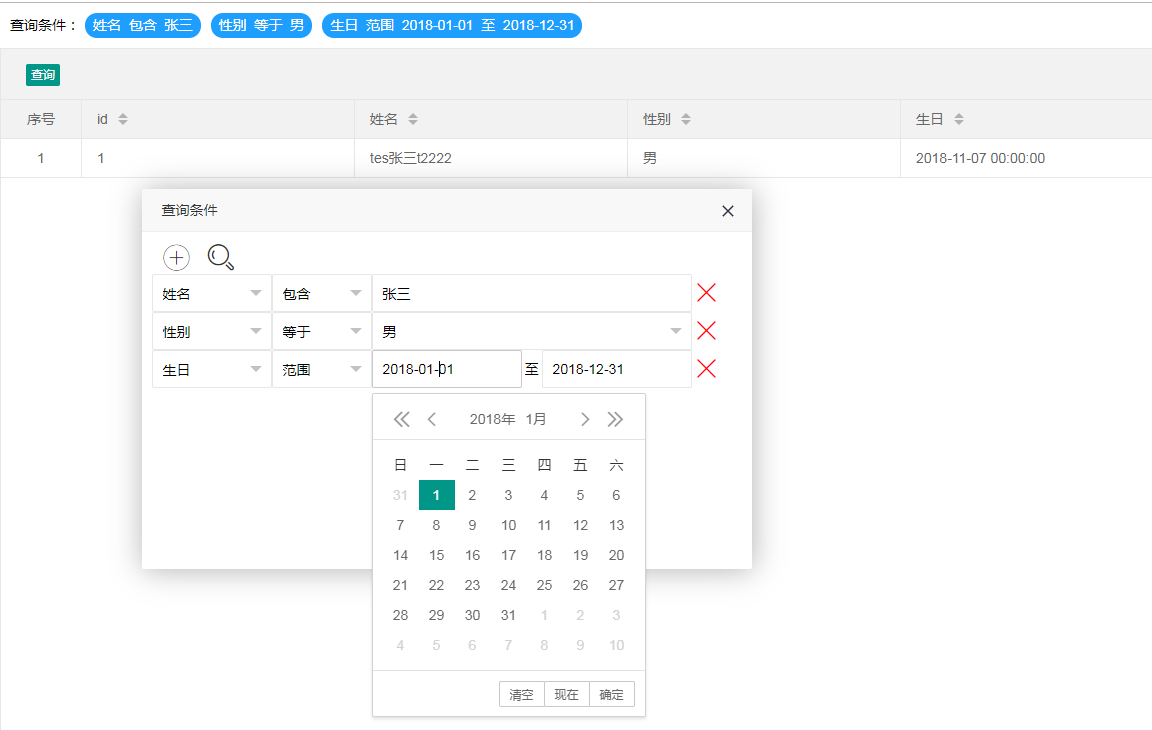 查询条件： 姓名 包含 张三 性别 等于 男 生日 范围 2018-01-01 至 2018-12-31
查询
序号 id 姓名 性别 生日
1 1 tes张三t2222 男 2018-11-07 00:00:00
查询条件
姓名 包含 张三
性别 等于 男
生日 范围 2018-01-01 至 2018-12-31
2018年 1月
日 一 二 三 四 五 六
31 1 2 3 4 5 6
7 8 9 10 11 12 13
14 15 16 17 18 19 20
21 22 23 24 25 26 27
28 29 30 31 1 2 3
4 5 6 7 8 9 10
清空 现在 确定